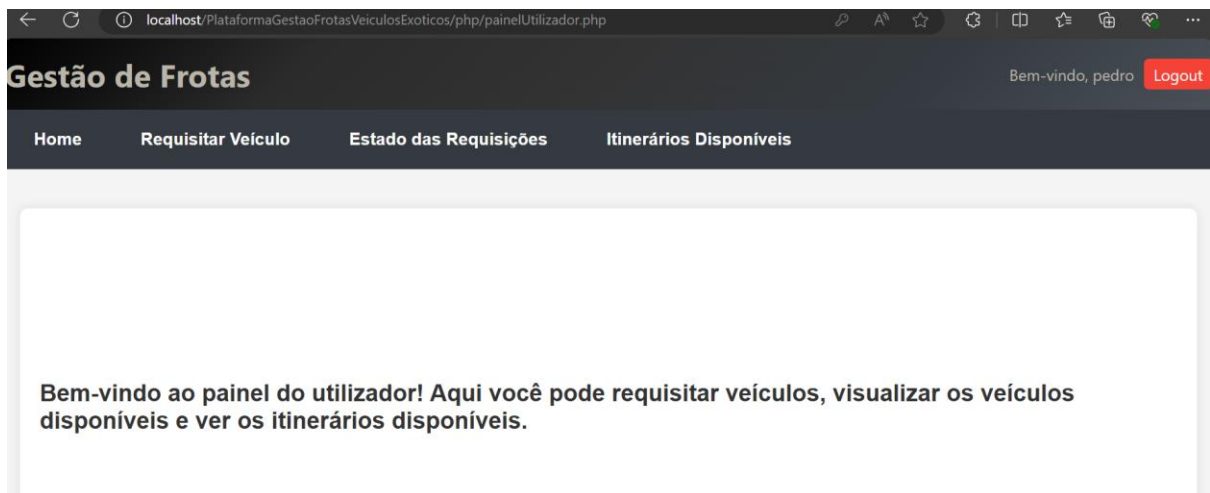 localhost/PlataformaGestaoFrotasVeiculosExoticos/php/painelUtilizador.php
Gestão de Frotas
Bem-vindo, pedro Logout
Home Requisitar Veículo Estado das Requisições Itinerários Disponíveis
Bem-vindo ao painel do utilizador! Aqui você pode requisitar veículos, visualizar os veículos
disponíveis e ver os itinerários disponíveis.